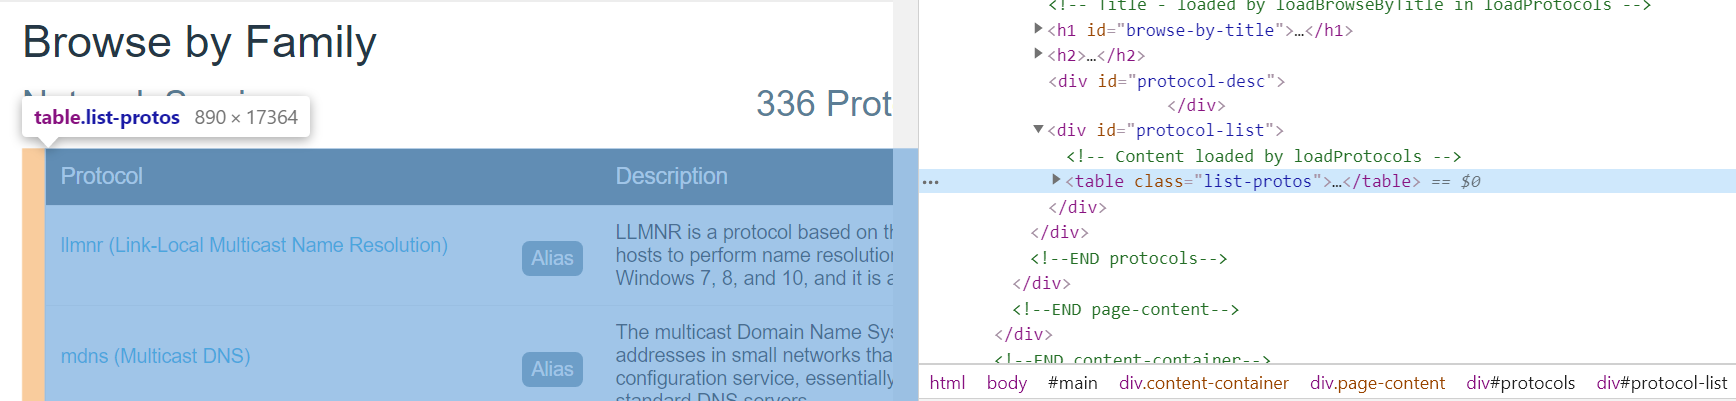 Browse by Family
336 Prot
table.list-protos 890 × 17364
Protocol Description
llmnr (Link-Local Multicast Name Resolution) Alias
LLMNR is a protocol based on th
hosts to perform name resolution
Windows 7, 8, and 10, and it is a
mdns (Multicast DNS) Alias
The multicast Domain Name Sys
addresses in small networks tha
configuration service, essentially
standard DNS servers
<!-- Title - loaded by loadBrowseByTitle in loadProtocols -->
<h1 id="browse-by-title">…</h1>
<h2>…</h2>
<div id="protocol-desc">
</div>
<div id="protocol-list">
<!-- Content loaded by loadProtocols -->
… <table class="list-protos">…</table> == $0
</div>
</div>
<!--END protocols-->
</div>
<!--END page-content-->
</div>
<!--END content-container-->
html body #main div.content-container div.page-content div#protocols div#protocol-list